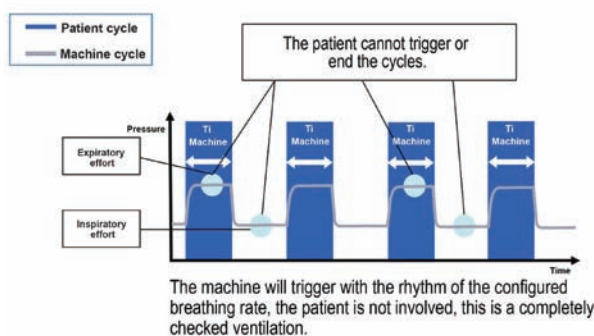 Patient cycle
Machine cycle
The patient cannot trigger or
end the cycles.
Pressure
Ti
Machine
Ti
Machine
Ti
Machine
Ti
Machine
Expiratory
effort
Inspiratory
effort
Time
The machine will trigger with the rhythm of the configured
breathing rate, the patient is not involved, this is a completely
checked ventilation.